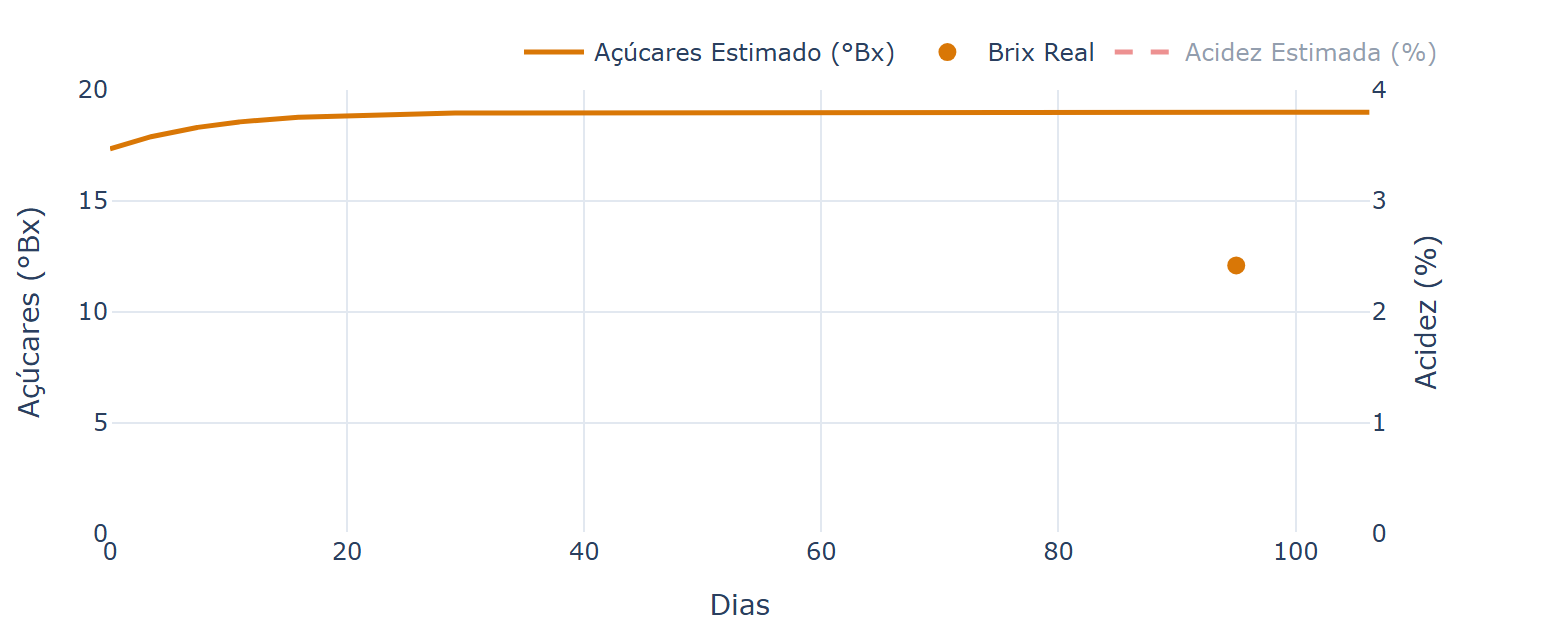 Açúcares Estimado (°Bx) Brix Real Acidez Estimada (%)
20 4
15 3
10 2
5 1
0 0
0 20 40 60 80 100
Açúcares (°Bx)
Acidez (%)
Dias